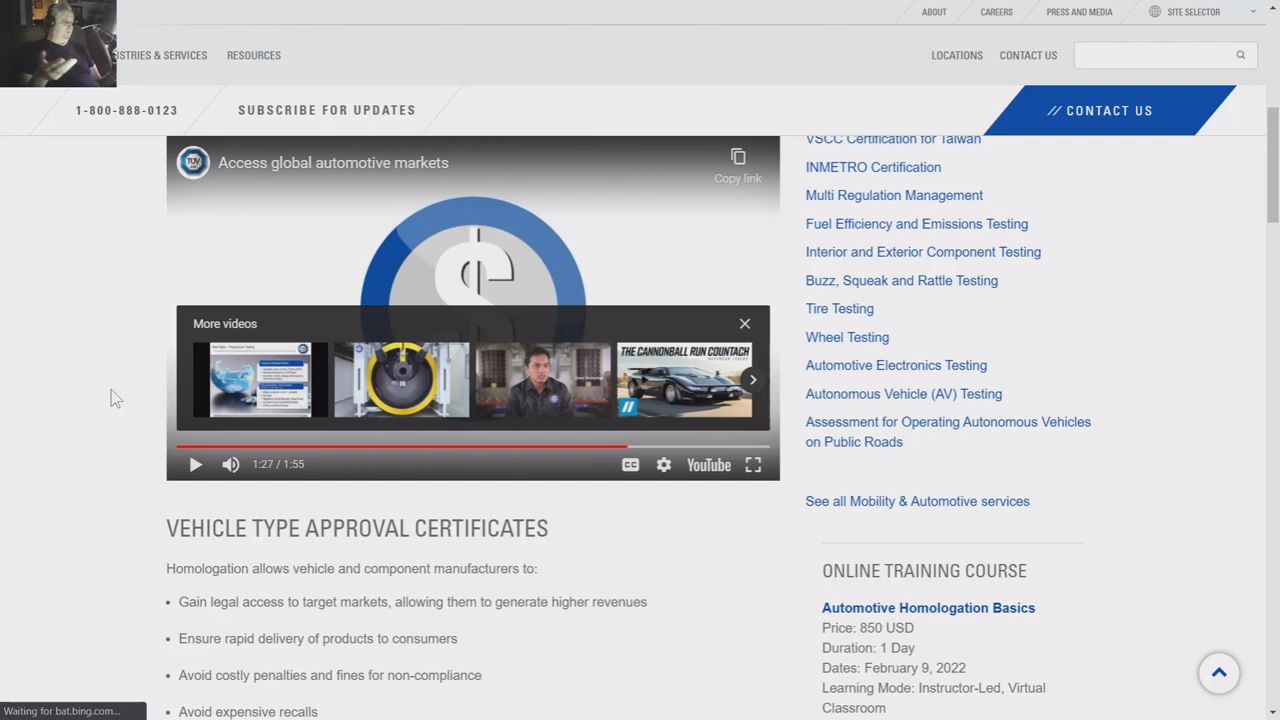 ABOUT
CAREERS
PRESS AND MEDIA
SITE SELECTOR
USTRIES & SERVICES
RESOURCES
LOCATIONS
CONTACT US
1-800-888-0123
SUBSCRIBE FOR UPDATES
// CONTACT US
TÜV
Access global automotive markets
Copy link
More videos
THE CANNONBALL RUN COUNTACH
1:27 / 1:55
CC
YouTube
VEHICLE TYPE APPROVAL CERTIFICATES
Homologation allows vehicle and component manufacturers to:
• Gain legal access to target markets, allowing them to generate higher revenues
• Ensure rapid delivery of products to consumers
• Avoid costly penalties and fines for non-compliance
• Avoid expensive recalls
VSCC Certification for Taiwan
INMETRO Certification
Multi Regulation Management
Fuel Efficiency and Emissions Testing
Interior and Exterior Component Testing
Buzz, Squeak and Rattle Testing
Tire Testing
Wheel Testing
Automotive Electronics Testing
Autonomous Vehicle (AV) Testing
Assessment for Operating Autonomous Vehicles
on Public Roads
See all Mobility & Automotive services
ONLINE TRAINING COURSE
Automotive Homologation Basics
Price: 850 USD
Duration: 1 Day
Dates: February 9, 2022
Learning Mode: Instructor-Led, Virtual
Classroom
Waiting for bat.bing.com...